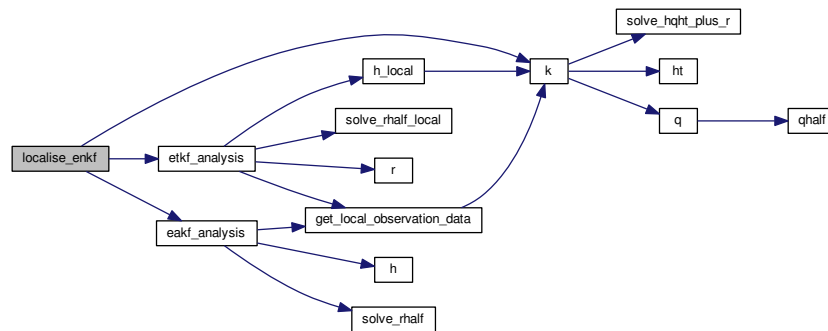 solve_hqht_plus_r
h_local
k
ht
solve_rhalf_local
q
qhalf
localise_enkf
etkf_analysis
r
get_local_observation_data
eakf_analysis
h
solve_rhalf